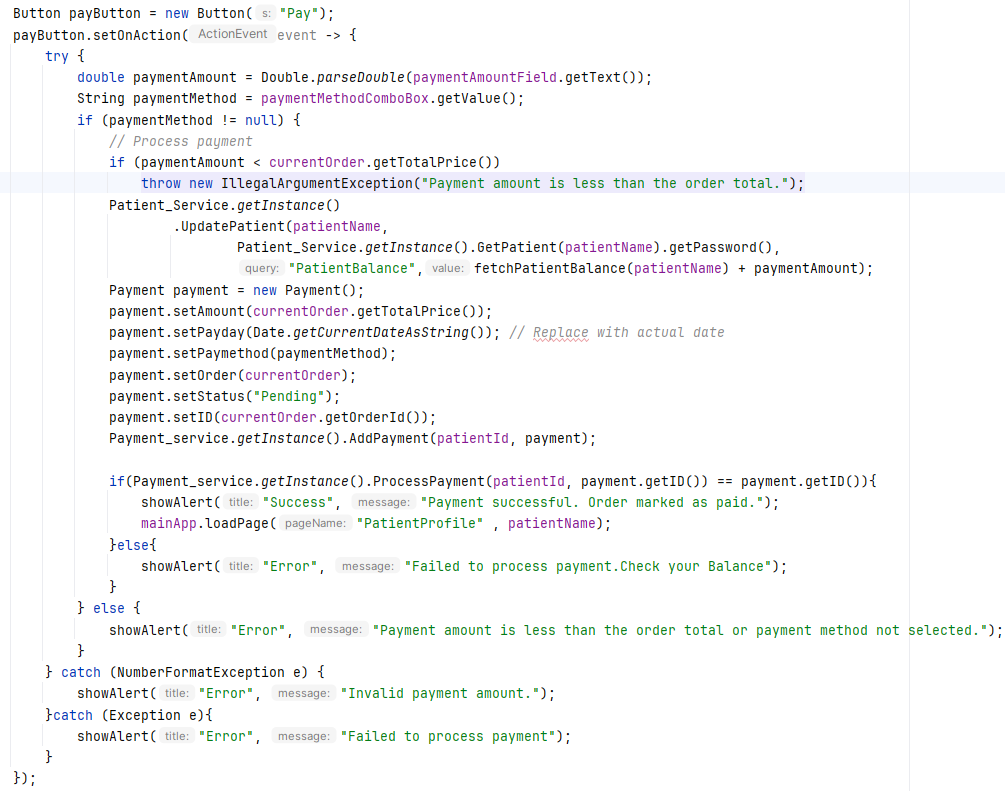 Button payButton = new Button( s: "Pay");
payButton.setOnAction( ActionEvent event -> {
    try {
        double paymentAmount = Double.parseDouble(paymentAmountField.getText());
        String paymentMethod = paymentMethodComboBox.getValue();
        if (paymentMethod != null) {
            // Process payment
            if (paymentAmount < currentOrder.getTotalPrice())
                throw new IllegalArgumentException("Payment amount is less than the order total.");
            Patient_Service.getInstance()
                    .UpdatePatient(patientName,
                            Patient_Service.getInstance().GetPatient(patientName).getPassword(),
                            query: "PatientBalance", value: fetchPatientBalance(patientName) + paymentAmount);
            Payment payment = new Payment();
            payment.setAmount(currentOrder.getTotalPrice());
            payment.setPayday(Date.getCurrentDateAsString()); // Replace with actual date
            payment.setPaymethod(paymentMethod);
            payment.setOrder(currentOrder);
            payment.setStatus("Pending");
            payment.setID(currentOrder.getOrderId());
            Payment_service.getInstance().AddPayment(patientId, payment);

            if(Payment_service.getInstance().ProcessPayment(patientId, payment.getID()) == payment.getID()){
                showAlert( title: "Success", message: "Payment successful. Order marked as paid.");
                mainApp.loadPage( pageName: "PatientProfile" , patientName);
            }else{
                showAlert( title: "Error", message: "Failed to process payment.Check your Balance");
            }
        } else {
            showAlert( title: "Error", message: "Payment amount is less than the order total or payment method not selected.");
        }
    } catch (NumberFormatException e) {
        showAlert( title: "Error", message: "Invalid payment amount.");
    }catch (Exception e){
        showAlert( title: "Error", message: "Failed to process payment");
    }
});